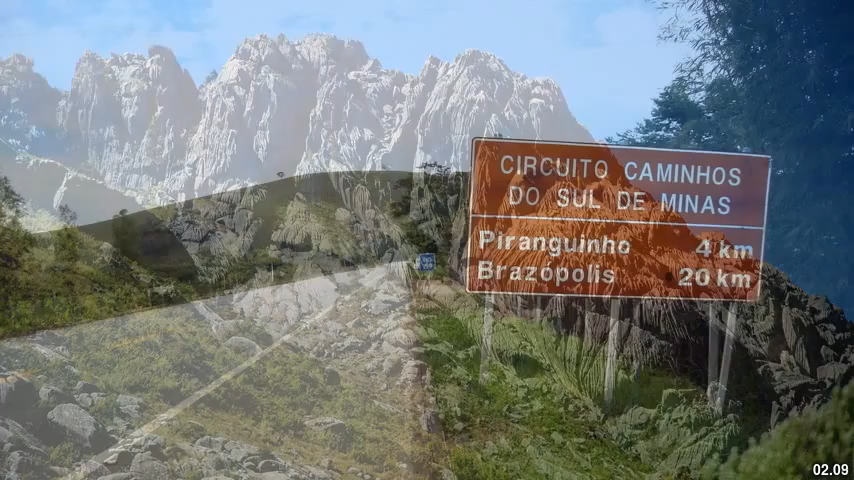 CIRCUITO CAMINHOS
DO SUL DE MINAS
Piranguinho 4 km
Brazópolis 20 km
02.09